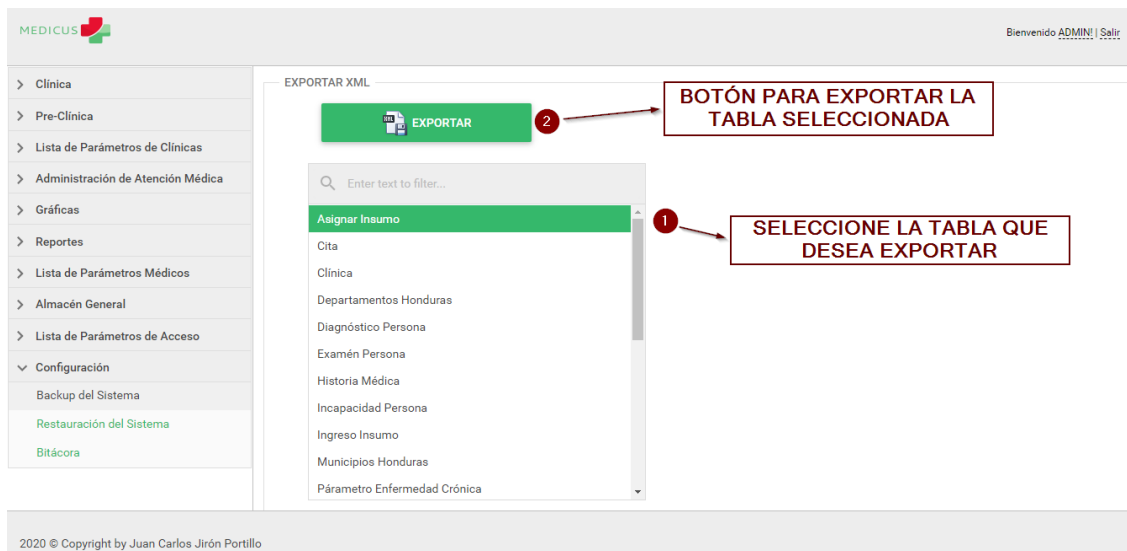 MEDICUS
Bienvenido ADMIN! | Salir
Clínica
Pre-Clínica
Lista de Parámetros de Clínicas
Administración de Atención Médica
Gráficas
Reportes
Lista de Parámetros Médicos
Almacén General
Lista de Parámetros de Acceso
Configuración
Backup del Sistema
Restauración del Sistema
Bitácora
EXPORTAR XML
EXPORTAR
2
BOTÓN PARA EXPORTAR LA
TABLA SELECCIONADA
Enter text to filter...
Asignar Insumo
1
SELECCIONE LA TABLA QUE
DESEA EXPORTAR
Cita
Clínica
Departamentos Honduras
Diagnóstico Persona
Examén Persona
Historia Médica
Incapacidad Persona
Ingreso Insumo
Municipios Honduras
Párametro Enfermedad Crónica
2020 © Copyright by Juan Carlos Jirón Portillo